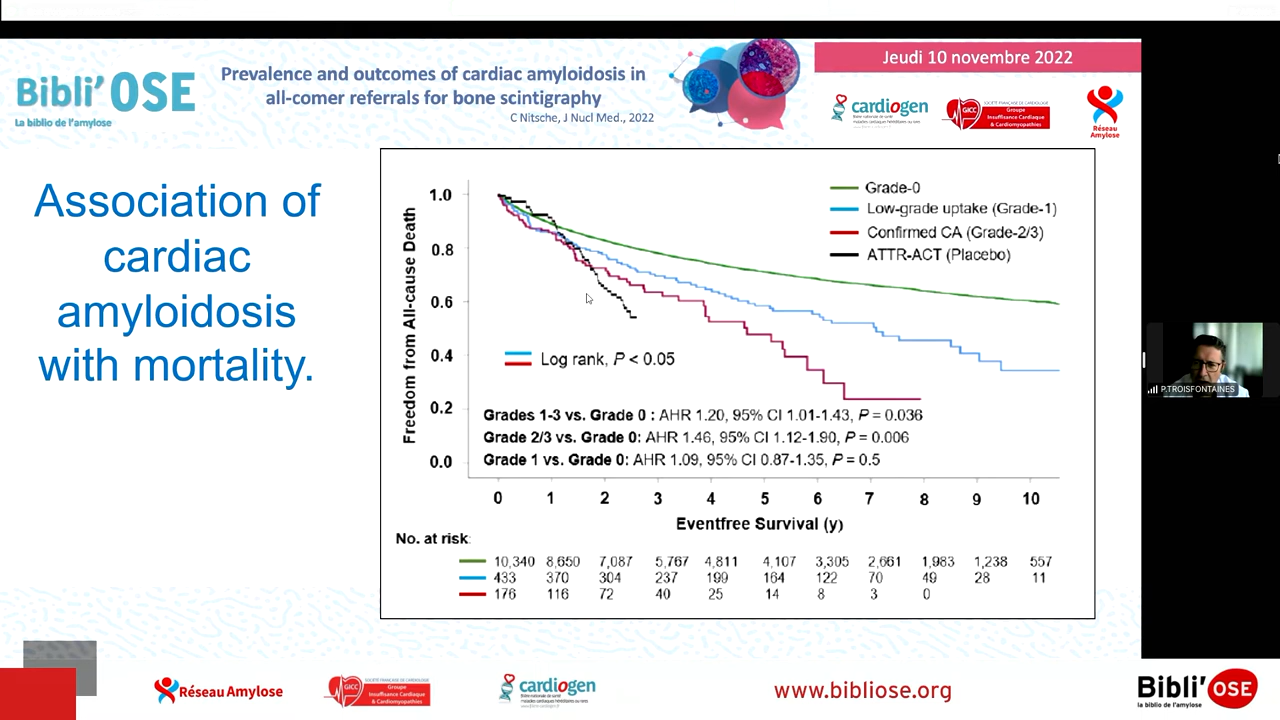 Bibli'OSE
La biblio de l'amylose
Prevalence and outcomes of cardiac amyloidosis in
all-comer referrals for bone scintigraphy
C Nitsche, J Nucl Med., 2022
Jeudi 10 novembre 2022
cardiogen
GICC
Groupe
Insuffisance Cardiaque
& Cardiomyopathies
Réseau
Amylose
Association of
cardiac
amyloidosis
with mortality.
Freedom from All-cause Death
1.0
0.8
0.6
0.4
0.2
0.0
Grade-0
Low-grade uptake (Grade-1)
Confirmed CA (Grade-2/3)
ATTR-ACT (Placebo)
Log rank, P < 0.05
Grades 1-3 vs. Grade 0 : AHR 1.20, 95% CI 1.01-1.43, P = 0.036
Grade 2/3 vs. Grade 0: AHR 1.46, 95% CI 1.12-1.90, P = 0.006
Grade 1 vs. Grade 0: AHR 1.09, 95% CI 0.87-1.35, P = 0.5
0 1 2 3 4 5 6 7 8 9 10
Eventfree Survival (y)
No. at risk:
10,340 8,650 7,087 5,767 4,811 4,107 3,305 2,661 1,983 1,238 557
433 370 304 237 199 164 122 70 49 28 11
176 116 72 40 25 14 8 3 0
P.TROISFONTAINES
Réseau Amylose
GICC
Groupe
Insuffisance Cardiaque
& Cardiomyopathies
cardiogen
www.bibliose.org
Bibli'OSE
la biblio de l'amylose